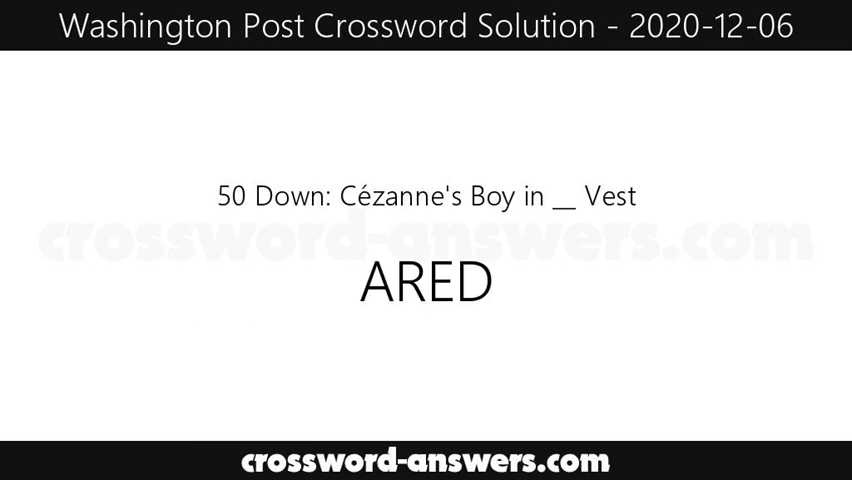 Washington Post Crossword Solution - 2020-12-06
50 Down: Cézanne's Boy in __ Vest
crossword-answers.com
ARED
crossword-answers.com